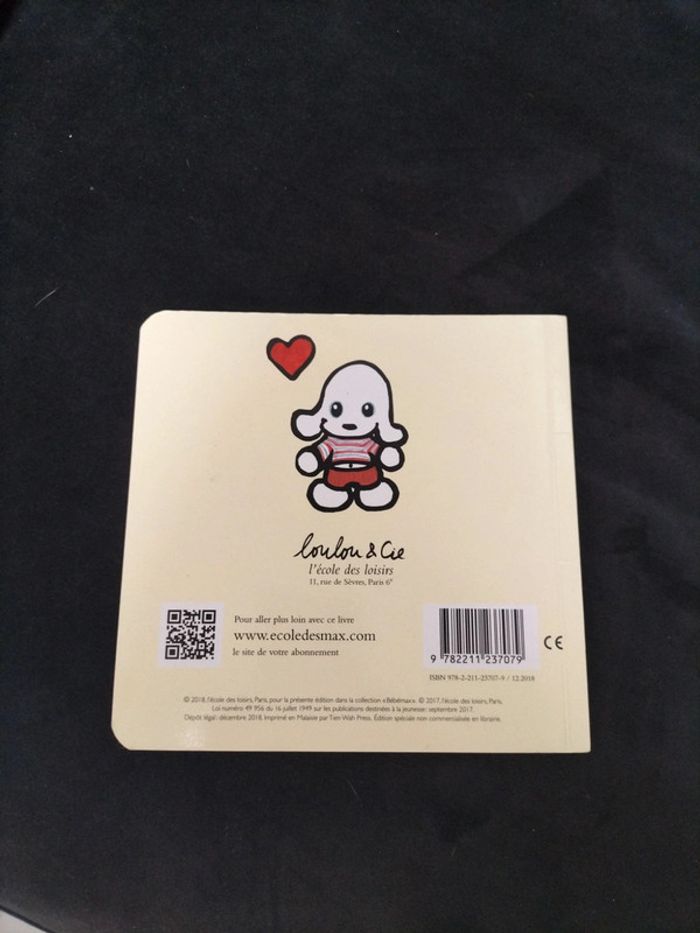 loulou & Cie
l'école des loisirs
11, rue de Sèvres, Paris 6e
Pour aller plus loin avec ce livre
www.ecoledesmax.com
le site de votre abonnement
9 782211 237079
CE
ISBN 978-2-211-23707-9 / 12.2018
© 2018, l'école des loisirs, Paris, pour la présente édition dans la collection «Bébémax». © 2017, l'école des loisirs, Paris.
Loi numéro 49 956 du 16 juillet 1949 sur les publications destinées à la jeunesse: septembre 2017.
Dépôt légal: décembre 2018. Imprimé en Malaisie par Tien Wah Press. Édition spéciale non commercialisée en librairie.